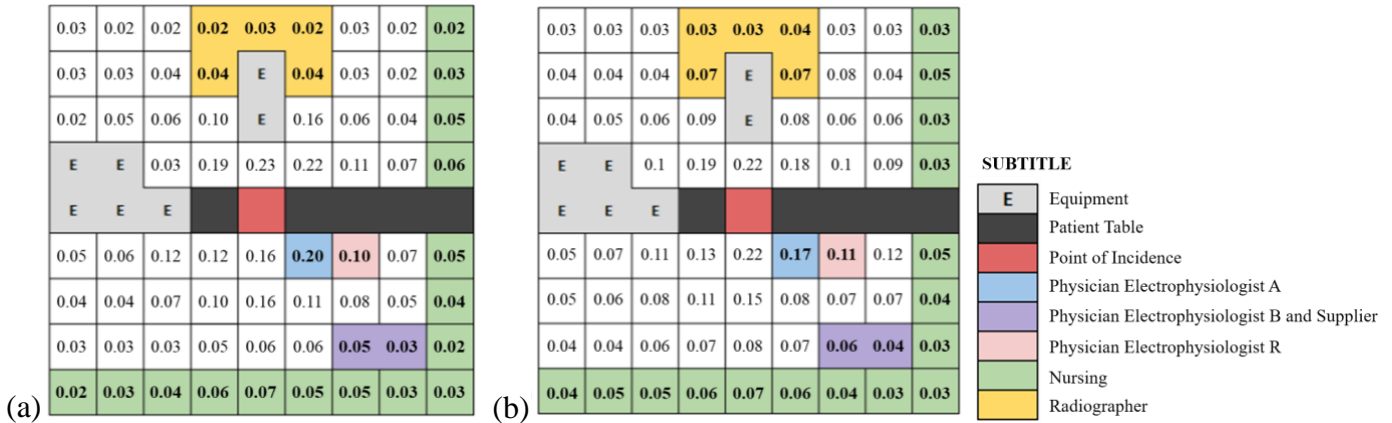 0.03 0.02 0.02 0.02 0.03 0.02 0.03 0.02 0.02
0.03 0.03 0.04 0.04 E 0.04 0.03 0.02 0.03
0.02 0.05 0.06 0.10 E 0.16 0.06 0.04 0.05
E E 0.03 0.19 0.23 0.22 0.11 0.07 0.06
E E E
0.05 0.06 0.12 0.12 0.16 0.20 0.10 0.07 0.05
0.04 0.04 0.07 0.10 0.16 0.11 0.08 0.05 0.04
0.03 0.03 0.03 0.05 0.06 0.06 0.05 0.03 0.02
0.02 0.03 0.04 0.06 0.07 0.05 0.05 0.03 0.03
(a)
0.03 0.03 0.03 0.03 0.03 0.04 0.03 0.03 0.03
0.04 0.04 0.04 0.07 E 0.07 0.08 0.04 0.05
0.04 0.05 0.06 0.09 E 0.08 0.06 0.06 0.03
E E 0.1 0.19 0.22 0.18 0.1 0.09 0.03
E E E
0.05 0.07 0.11 0.13 0.22 0.17 0.11 0.12 0.05
0.05 0.06 0.08 0.11 0.15 0.08 0.07 0.07 0.04
0.04 0.04 0.06 0.07 0.08 0.07 0.06 0.04 0.03
0.04 0.05 0.05 0.06 0.07 0.06 0.04 0.03 0.03
(b)
SUBTITLE
E Equipment
Patient Table
Point of Incidence
Physician Electrophysiologist A
Physician Electrophysiologist B and Supplier
Physician Electrophysiologist R
Nursing
Radiographer